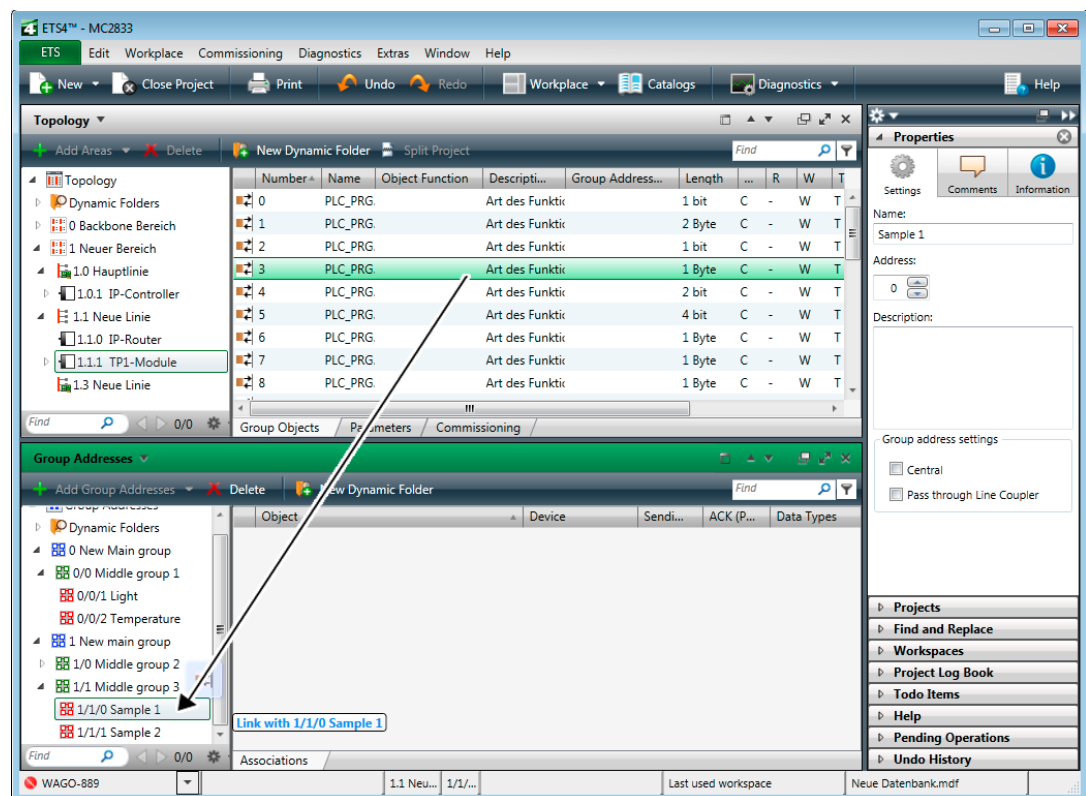 ETS4™ - MC2833
ETS Edit Workplace Commissioning Diagnostics Extras Window Help
New Close Project Print Undo Redo Workplace Catalogs Diagnostics Help
Topology
Add Areas Delete New Dynamic Folder Split Project Find
Number Name Object Function Descripti... Group Address... Length ... R W T
Topology
Dynamic Folders
0 Backbone Bereich
1 Neuer Bereich
1.0 Hauptlinie
1.0.1 IP-Controller
1.1 Neue Linie
1.1.0 IP-Router
1.1.1 TP1-Module
1.3 Neue Linie
Find 0/0
0 PLC_PRG. Art des Funktic 1 bit C - W T
1 PLC_PRG. Art des Funktic 2 Byte C - W T
2 PLC_PRG. Art des Funktic 1 bit C - W T
3 PLC_PRG. Art des Funktic 1 Byte C - W T
4 PLC_PRG. Art des Funktic 2 bit C - W T
5 PLC_PRG. Art des Funktic 4 bit C - W T
6 PLC_PRG. Art des Funktic 1 Byte C - W T
7 PLC_PRG. Art des Funktic 1 Byte C - W T
8 PLC_PRG. Art des Funktic 1 Byte C - W T
Group Objects Parameters Commissioning
Group Addresses
Add Group Addresses Delete New Dynamic Folder Find
Object Device Sendi... ACK (P... Data Types
Group Addresses
Dynamic Folders
0 New Main group
0/0 Middle group 1
0/0/1 Light
0/0/2 Temperature
1 New main group
1/0 Middle group 2
1/1 Middle group 3
1/1/0 Sample 1
1/1/1 Sample 2
Link with 1/1/0 Sample 1
Find 0/0
Associations
Properties
Settings Comments Information
Name:
Sample 1
Address:
0
Description:
Group address settings
Central
Pass through Line Coupler
Projects
Find and Replace
Workspaces
Project Log Book
Todo Items
Help
Pending Operations
Undo History
WAGO-889 1.1 Neu... 1/1/... Last used workspace Neue Datenbank.mdf